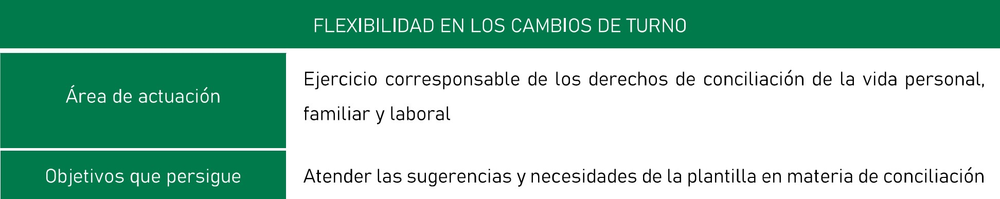 FLEXIBILIDAD EN LOS CAMBIOS DE TURNO
Área de actuación
Ejercicio corresponsable de los derechos de conciliación de la vida personal,
familiar y laboral
Objetivos que persigue
Atender las sugerencias y necesidades de la plantilla en materia de conciliación